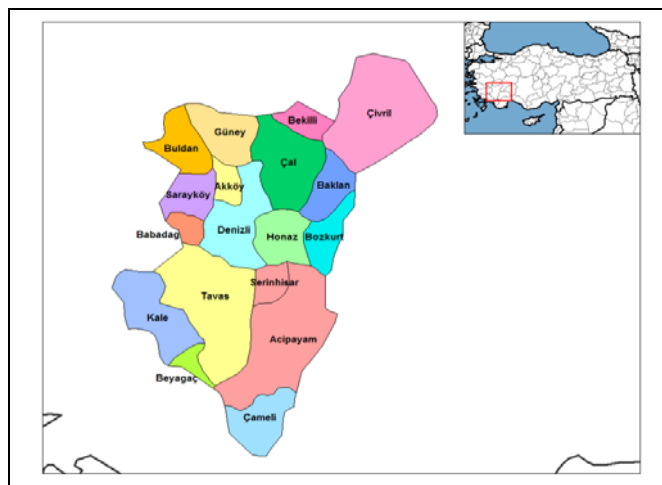 Çivril
Bekilli
Güney
Buldan
Çal
Akköy
Baklan
Sarayköy
Babadag
Denizli
Honaz
Bozkurt
Serinhisar
Tavas
Kale
Acipayam
Beyagaç
Çameli